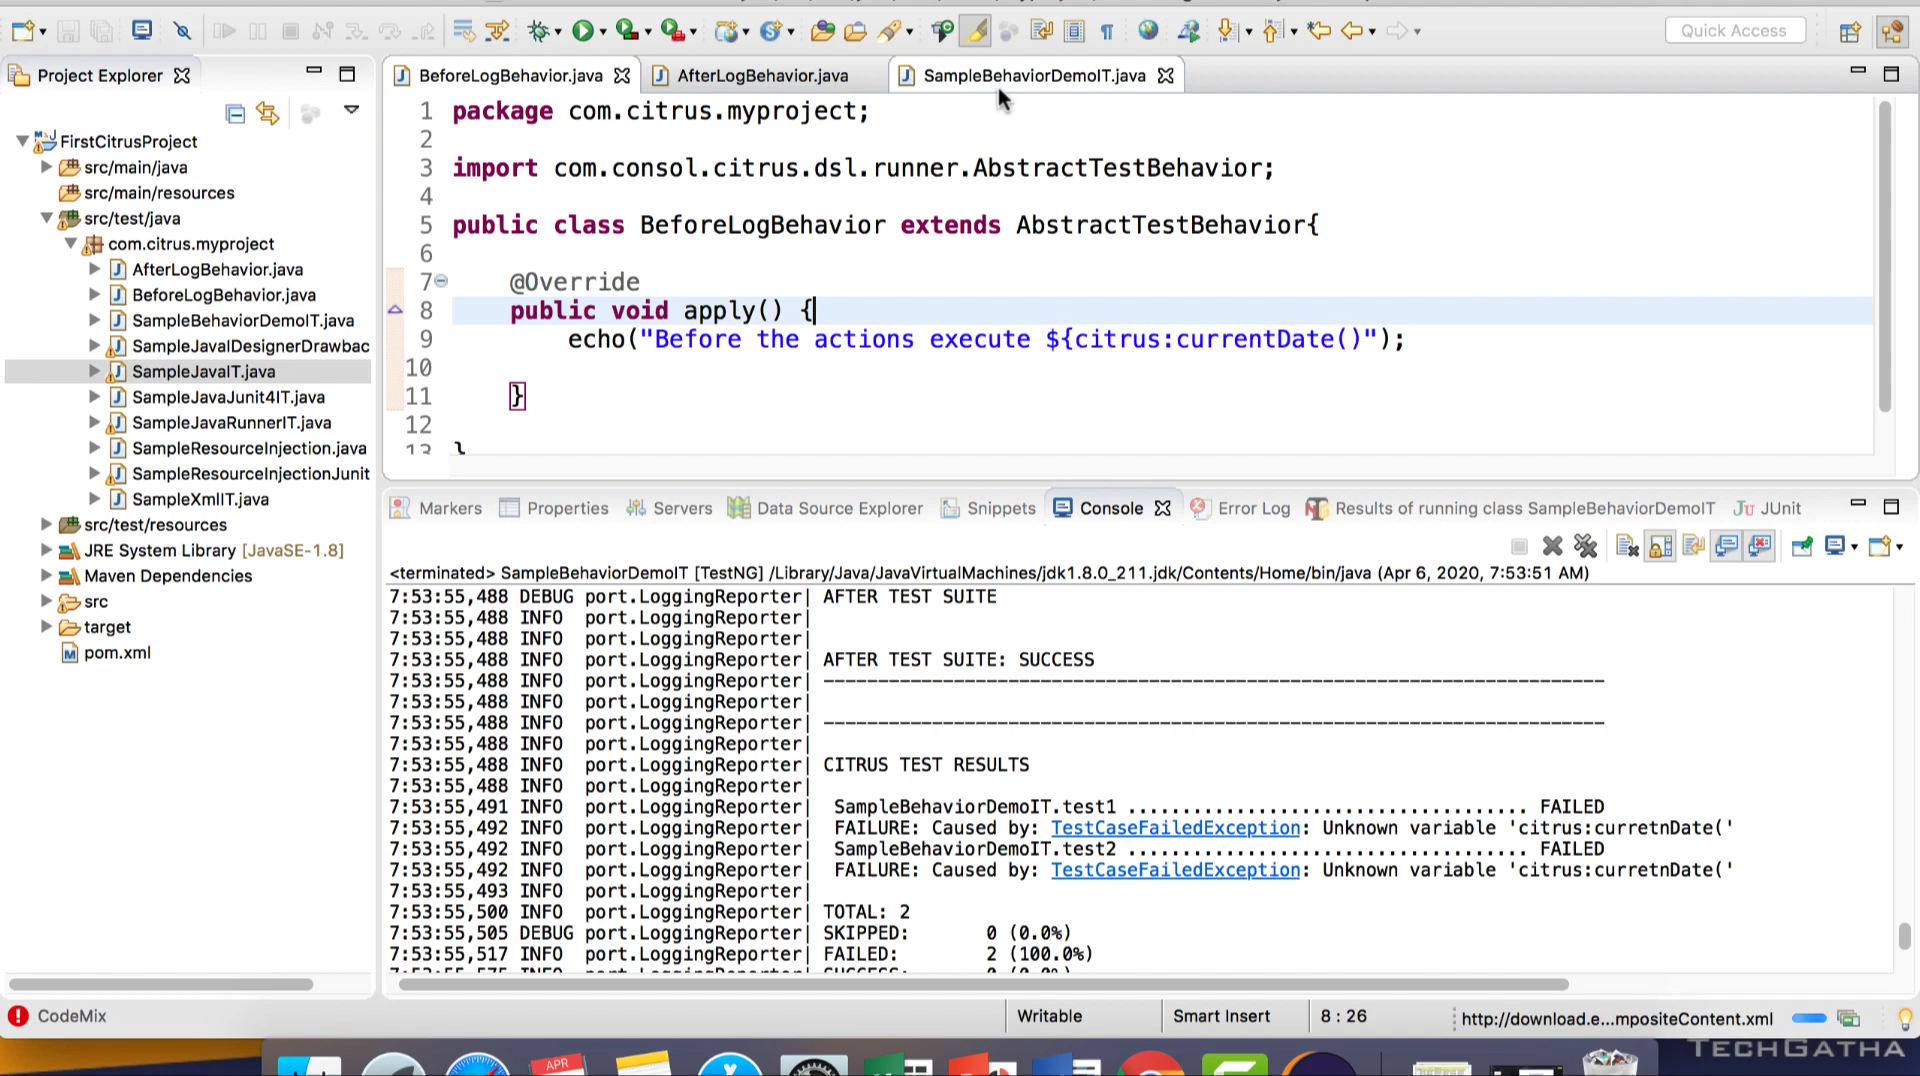 Quick Access
Project Explorer
BeforeLogBehavior.java
AfterLogBehavior.java
SampleBehaviorDemoIT.java
FirstCitrusProject
src/main/java
src/main/resources
src/test/java
com.citrus.myproject
AfterLogBehavior.java
BeforeLogBehavior.java
SampleBehaviorDemoIT.java
SampleJavaIDesignerDrawbac
SampleJavaIT.java
SampleJavaJunit4IT.java
SampleJavaRunnerIT.java
SampleResourceInjection.java
SampleResourceInjectionJunit
SampleXmlIT.java
src/test/resources
JRE System Library [JavaSE-1.8]
Maven Dependencies
src
target
pom.xml
1 package com.citrus.myproject;
2
3 import com.consol.citrus.dsl.runner.AbstractTestBehavior;
4
5 public class BeforeLogBehavior extends AbstractTestBehavior{
6
7 @Override
8 public void apply() {
9 echo("Before the actions execute ${citrus:currentDate()");
10
11 }
12
13 }
Markers Properties Servers Data Source Explorer Snippets Console Error Log Results of running class SampleBehaviorDemoIT JUnit
<terminated> SampleBehaviorDemoIT [TestNG] /Library/Java/JavaVirtualMachines/jdk1.8.0_211.jdk/Contents/Home/bin/java (Apr 6, 2020, 7:53:51 AM)
7:53:55,488 DEBUG port.LoggingReporter| AFTER TEST SUITE
7:53:55,488 INFO port.LoggingReporter|
7:53:55,488 INFO port.LoggingReporter|
7:53:55,488 INFO port.LoggingReporter| AFTER TEST SUITE: SUCCESS
7:53:55,488 INFO port.LoggingReporter| ------------------------------------------------------------------------
7:53:55,488 INFO port.LoggingReporter|
7:53:55,488 INFO port.LoggingReporter| ------------------------------------------------------------------------
7:53:55,488 INFO port.LoggingReporter|
7:53:55,488 INFO port.LoggingReporter| CITRUS TEST RESULTS
7:53:55,488 INFO port.LoggingReporter|
7:53:55,491 INFO port.LoggingReporter| SampleBehaviorDemoIT.test1 ..................................... FAILED
7:53:55,492 INFO port.LoggingReporter| FAILURE: Caused by: TestCaseFailedException: Unknown variable 'citrus:curretnDate('
7:53:55,492 INFO port.LoggingReporter| SampleBehaviorDemoIT.test2 ..................................... FAILED
7:53:55,492 INFO port.LoggingReporter| FAILURE: Caused by: TestCaseFailedException: Unknown variable 'citrus:curretnDate('
7:53:55,493 INFO port.LoggingReporter|
7:53:55,500 INFO port.LoggingReporter| TOTAL: 2
7:53:55,505 DEBUG port.LoggingReporter| SKIPPED: 0 (0.0%)
7:53:55,517 INFO port.LoggingReporter| FAILED: 2 (100.0%)
CodeMix
Writable
Smart Insert
8 : 26
http://download.e...mpositeContent.xml
APR
TECHGATHA